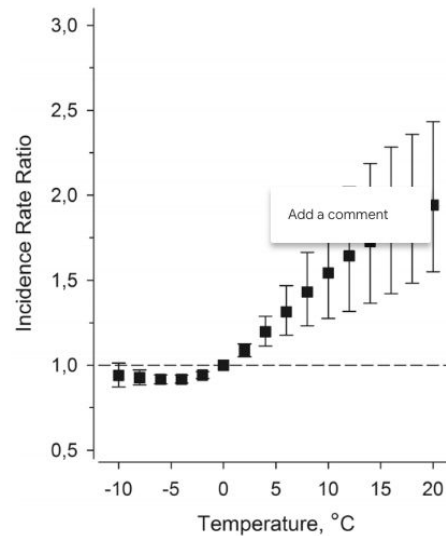 3,0
2,5
2,0
1,5
1,0
0,5
Incidence Rate Ratio
Add a comment
-10 -5 0 5 10 15 20
Temperature, °C